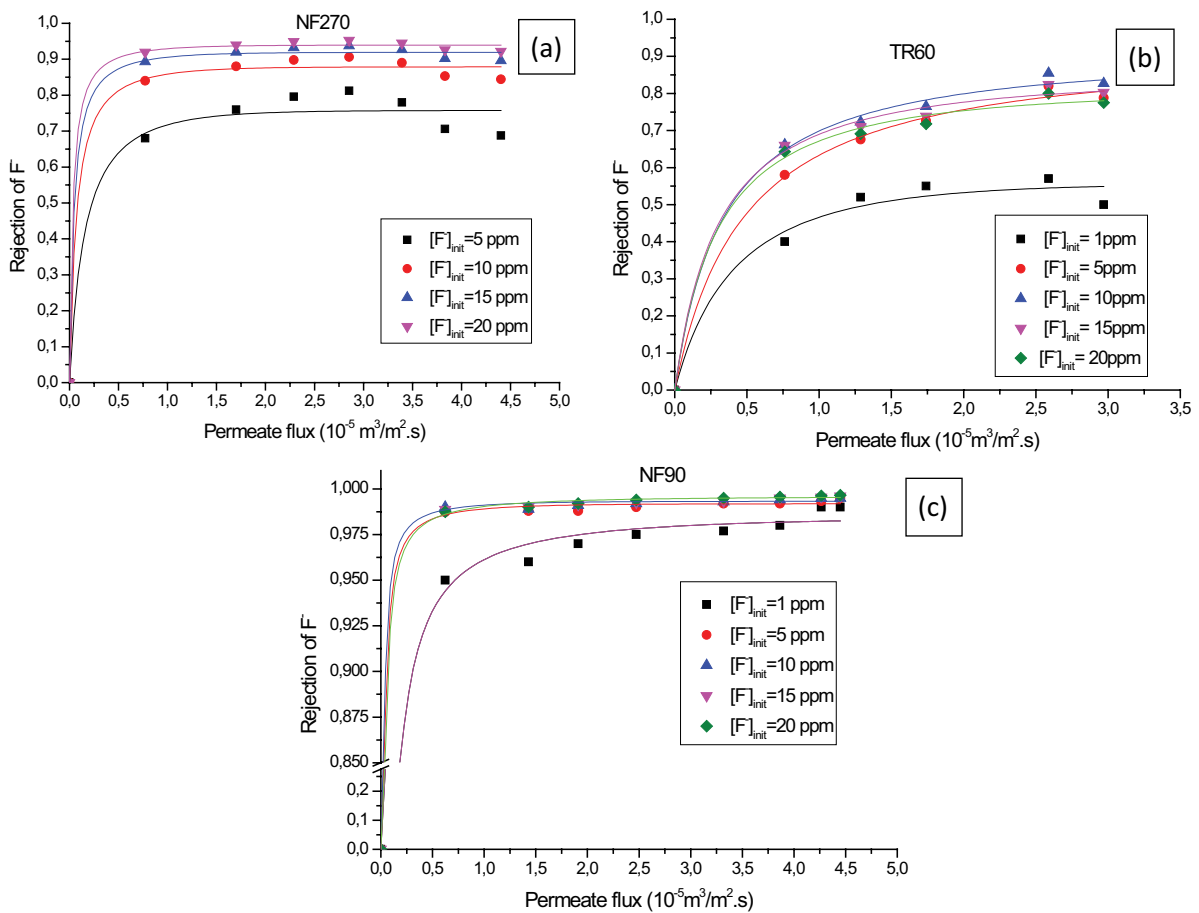 NF270
(a)
1,0
0,9
0,8
0,7
0,6
0,5
0,4
0,3
0,2
0,1
0,0
Rejection of F-
[F-]init=5 ppm
[F-]init=10 ppm
[F-]init=15 ppm
[F-]init=20 ppm
0,0 0,5 1,0 1,5 2,0 2,5 3,0 3,5 4,0 4,5 5,0
Permeate flux (10-5 m3/m2.s)
TR60
(b)
1,0
0,9
0,8
0,7
0,6
0,5
0,4
0,3
0,2
0,1
0,0
Rejection of F-
[F-]init= 1ppm
[F-]init= 5ppm
[F-]init= 10ppm
[F-]init= 15ppm
[F-]init= 20ppm
0,0 0,5 1,0 1,5 2,0 2,5 3,0 3,5
Permeate flux (10-5m3/m2.s)
NF90
(c)
1,000
0,975
0,950
0,925
0,900
0,875
0,850
0,2
0,1
0,0
Rejection of F-
[F-]init=1 ppm
[F-]init=5 ppm
[F-]init=10 ppm
[F-]init=15 ppm
[F-]init=20 ppm
0,0 0,5 1,0 1,5 2,0 2,5 3,0 3,5 4,0 4,5 5,0
Permeate flux (10-5m3/m2.s)